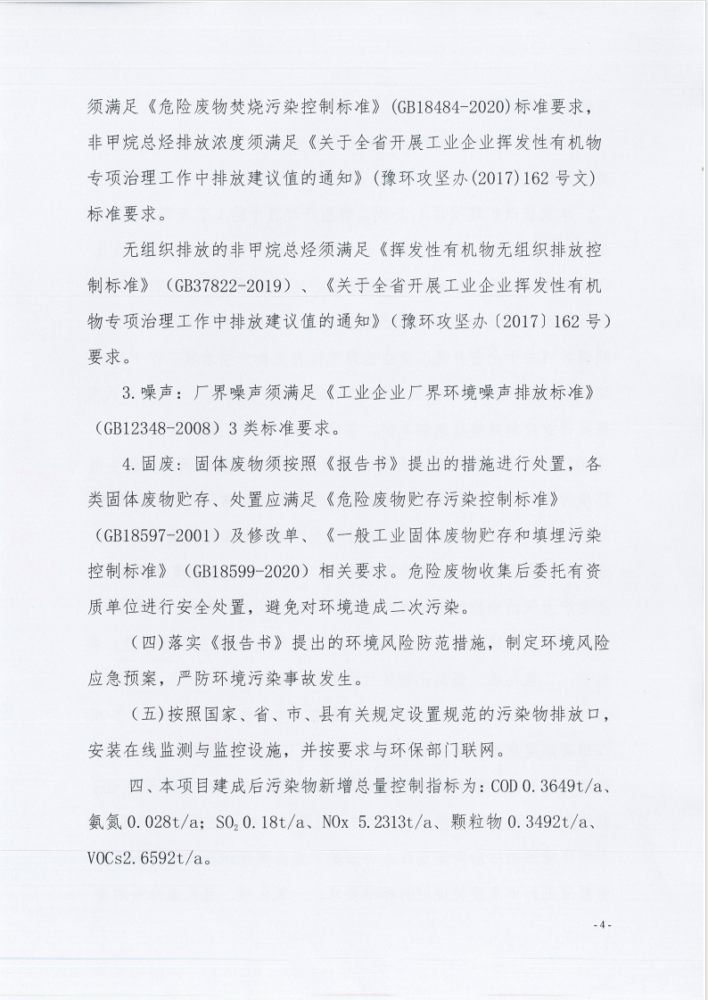 须满足《危险废物焚烧污染控制标准》(GB18484-2020)标准要求，
非甲烷总烃排放浓度须满足《关于全省开展工业企业挥发性有机物
专项治理工作中排放建议值的通知》(豫环攻坚办(2017)162号文)
标准要求。
无组织排放的非甲烷总烃须满足《挥发性有机物无组织排放控
制标准》（GB37822-2019）、《关于全省开展工业企业挥发性有机
物专项治理工作中排放建议值的通知》（豫环攻坚办〔2017〕162号）
要求。
3.噪声：厂界噪声须满足《工业企业厂界环境噪声排放标准》
（GB12348-2008）3类标准要求。
4.固废：固体废物须按照《报告书》提出的措施进行处置，各
类固体废物贮存、处置应满足《危险废物贮存污染控制标准》
（GB18597-2001）及修改单、《一般工业固体废物贮存和填埋污染
控制标准》（GB18599-2020）相关要求。危险废物收集后委托有资
质单位进行安全处置，避免对环境造成二次污染。
（四)落实《报告书》提出的环境风险防范措施，制定环境风险
应急预案，严防环境污染事故发生。
（五)按照国家、省、市、县有关规定设置规范的污染物排放口，
安装在线监测与监控设施，并按要求与环保部门联网。
四、本项目建成后污染物新增总量控制指标为：COD 0.3649t/a、
氨氮 0.028t/a；SO₂ 0.18t/a、NOx 5.2313t/a、颗粒物 0.3492t/a、
VOCs2.6592t/a。
- 4 -